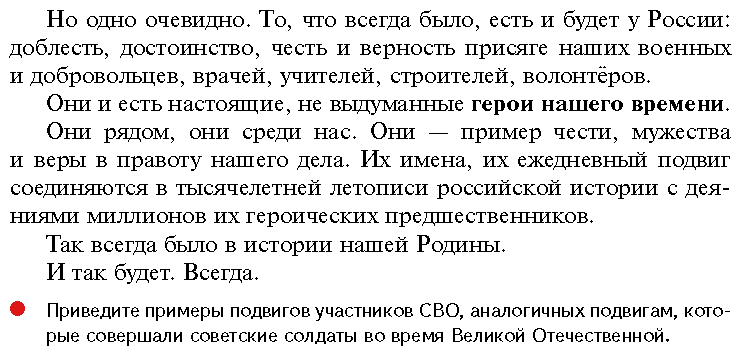 Но одно очевидно. То, что всегда было, есть и будет у России:
доблесть, достоинство, честь и верность присяге наших военных
и добровольцев, врачей, учителей, строителей, волонтёров.
Они и есть настоящие, не выдуманные герои нашего времени.
Они рядом, они среди нас. Они — пример чести, мужества
и веры в правоту нашего дела. Их имена, их ежедневный подвиг
соединяются в тысячелетней летописи российской истории с дея-
ниями миллионов их героических предшественников.
Так всегда было в истории нашей Родины.
И так будет. Всегда.
Приведите примеры подвигов участников СВО, аналогичных подвигам, кото-
рые совершали советские солдаты во время Великой Отечественной.